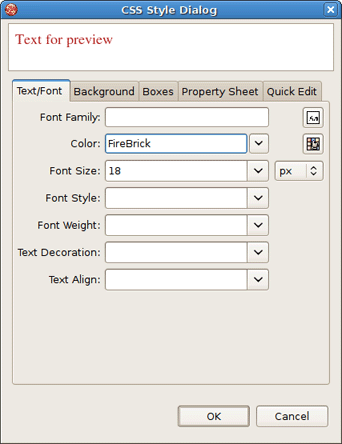 CSS Style Dialog
Text for preview
Text/Font Background Boxes Property Sheet Quick Edit
Font Family:
Color: FireBrick
Font Size: 18 px
Font Style:
Font Weight:
Text Decoration:
Text Align:
OK Cancel